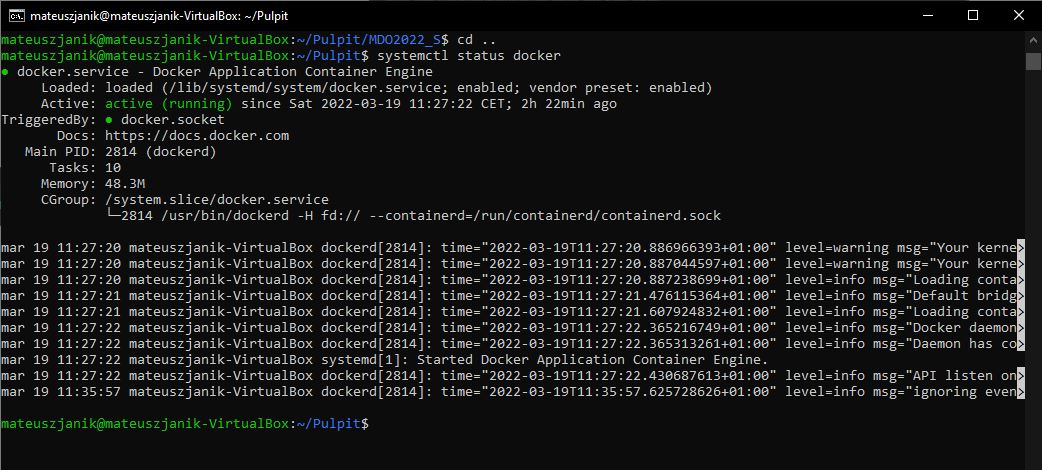 mateuszjanik@mateuszjanik-VirtualBox: ~/Pulpit
mateuszjanik@mateuszjanik-VirtualBox:~/Pulpit/MDO2022_S$ cd ..
mateuszjanik@mateuszjanik-VirtualBox:~/Pulpit$ systemctl status docker
● docker.service - Docker Application Container Engine
Loaded: loaded (/lib/systemd/system/docker.service; enabled; vendor preset: enabled)
Active: active (running) since Sat 2022-03-19 11:27:22 CET; 2h 22min ago
TriggeredBy: ● docker.socket
Docs: https://docs.docker.com
Main PID: 2814 (dockerd)
Tasks: 10
Memory: 48.3M
CGroup: /system.slice/docker.service
└─2814 /usr/bin/dockerd -H fd:// --containerd=/run/containerd/containerd.sock
mar 19 11:27:20 mateuszjanik-VirtualBox dockerd[2814]: time="2022-03-19T11:27:20.886966393+01:00" level=warning msg="Your kerne>
mar 19 11:27:20 mateuszjanik-VirtualBox dockerd[2814]: time="2022-03-19T11:27:20.887044597+01:00" level=warning msg="Your kerne>
mar 19 11:27:20 mateuszjanik-VirtualBox dockerd[2814]: time="2022-03-19T11:27:20.887238699+01:00" level=info msg="Loading conta>
mar 19 11:27:21 mateuszjanik-VirtualBox dockerd[2814]: time="2022-03-19T11:27:21.476115364+01:00" level=info msg="Default bridg>
mar 19 11:27:21 mateuszjanik-VirtualBox dockerd[2814]: time="2022-03-19T11:27:21.607924832+01:00" level=info msg="Loading conta>
mar 19 11:27:22 mateuszjanik-VirtualBox dockerd[2814]: time="2022-03-19T11:27:22.365216749+01:00" level=info msg="Docker daemon>
mar 19 11:27:22 mateuszjanik-VirtualBox dockerd[2814]: time="2022-03-19T11:27:22.365313261+01:00" level=info msg="Daemon has co>
mar 19 11:27:22 mateuszjanik-VirtualBox systemd[1]: Started Docker Application Container Engine.
mar 19 11:27:22 mateuszjanik-VirtualBox dockerd[2814]: time="2022-03-19T11:27:22.430687613+01:00" level=info msg="API listen on>
mar 19 11:35:57 mateuszjanik-VirtualBox dockerd[2814]: time="2022-03-19T11:35:57.625728626+01:00" level=info msg="ignoring even>
mateuszjanik@mateuszjanik-VirtualBox:~/Pulpit$